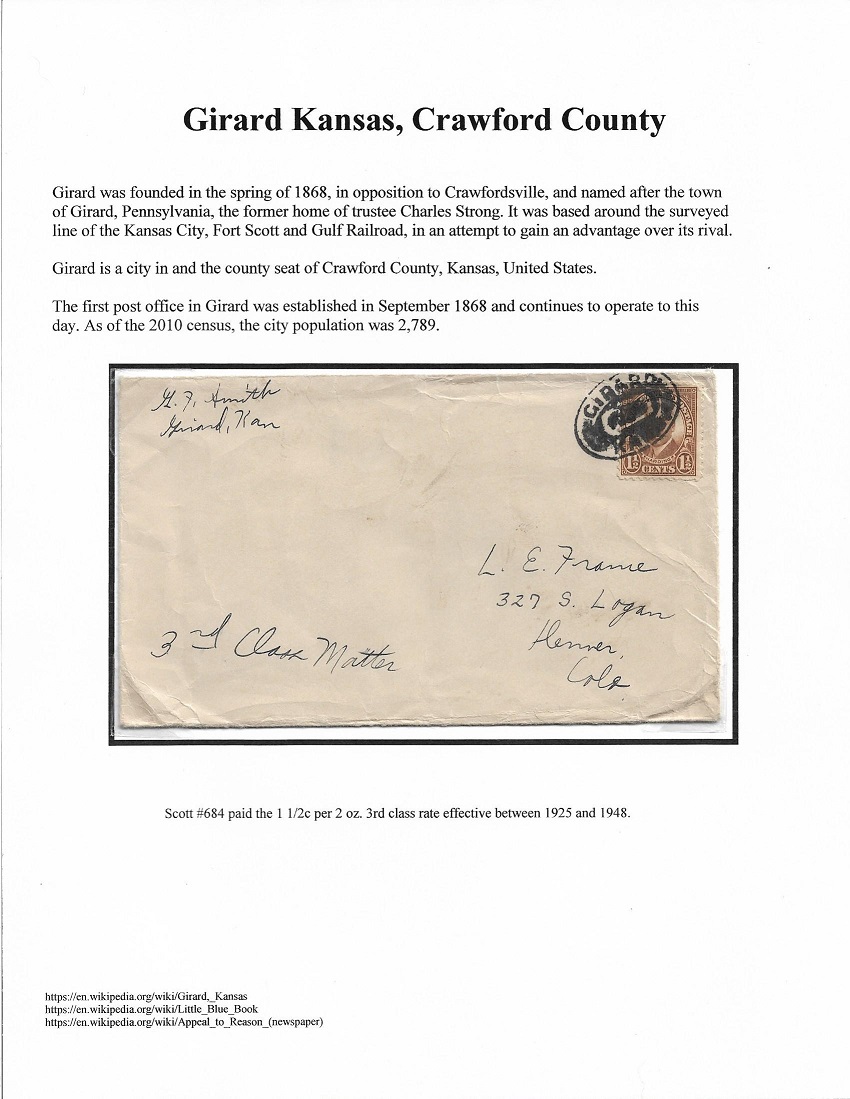 Girard Kansas, Crawford County
Girard was founded in the spring of 1868, in opposition to Crawfordsville, and named after the town
of Girard, Pennsylvania, the former home of trustee Charles Strong. It was based around the surveyed
line of the Kansas City, Fort Scott and Gulf Railroad, in an attempt to gain an advantage over its rival.
Girard is a city in and the county seat of Crawford County, Kansas, United States.
The first post office in Girard was established in September 1868 and continues to operate to this
day. As of the 2010 census, the city population was 2,789.
Smith
Girard, Kan
GIRARD
1½ CENTS 1½
L. E. Frame
327 S. Logan
Denver,
Colo.
3rd Class Matter
Scott #684 paid the 1 1/2c per 2 oz. 3rd class rate effective between 1925 and 1948.
https://en.wikipedia.org/wiki/Girard,_Kansas
https://en.wikipedia.org/wiki/Little_Blue_Book
https://en.wikipedia.org/wiki/Appeal_to_Reason_(newspaper)